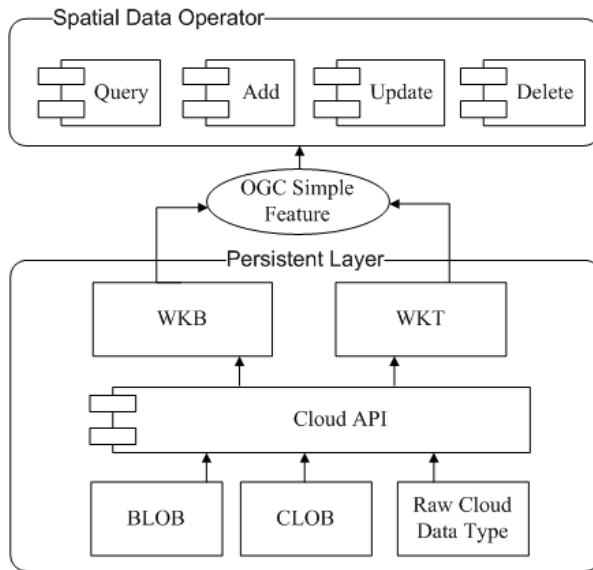 Spatial Data Operator
Query
Add
Update
Delete
OGC Simple
Feature
Persistent Layer
WKB
WKT
Cloud API
BLOB
CLOB
Raw Cloud
Data Type